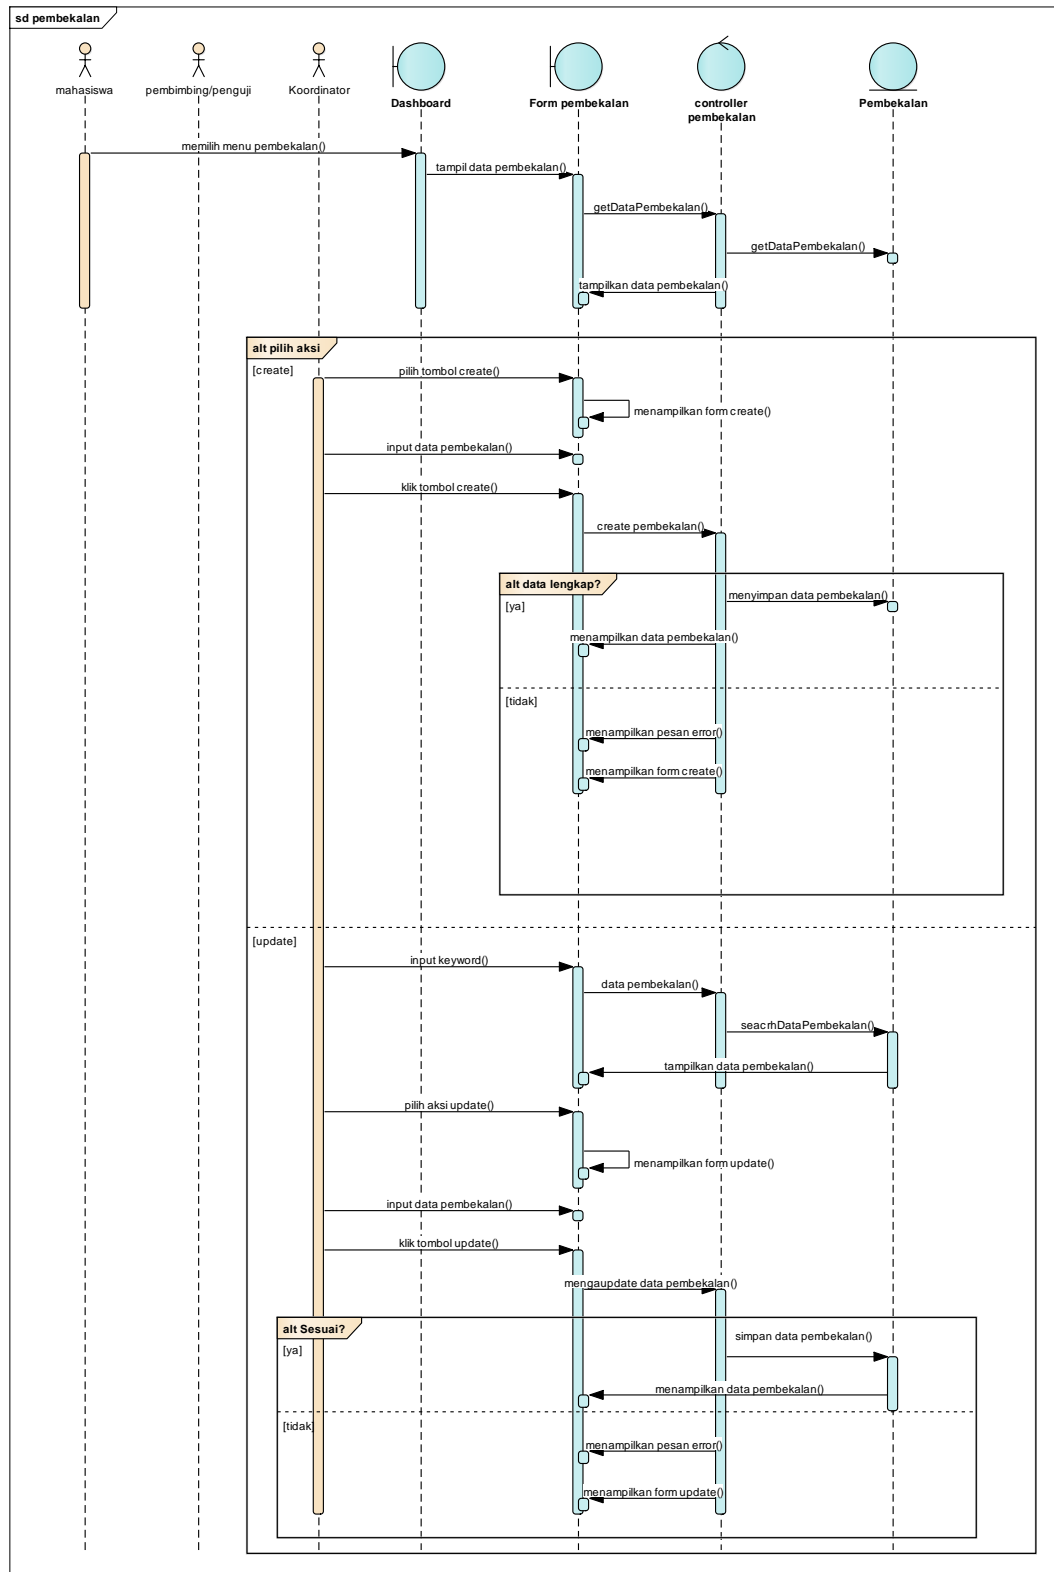 sd pembekalan
mahasiswa
pembimbing/penguji
Koordinator
Dashboard
Form pembekalan
controller
pembekalan
Pembekalan
memilih menu pembekalan()
tampil data pembekalan()
getDataPembekalan()
getDataPembekalan()
tampilkan data pembekalan()
alt pilih aksi
[create]
pilih tombol create()
menampilkan form create()
input data pembekalan()
klik tombol create()
create pembekalan()
alt data lengkap?
menyimpan data pembekalan()
[ya]
menampilkan data pembekalan()
[tidak]
menampilkan pesan error()
menampilkan form create()
[update]
input keyword()
data pembekalan()
seacrhDataPembekalan()
tampilkan data pembekalan()
pilih aksi update()
menampilkan form update()
input data pembekalan()
klik tombol update()
mengaupdate data pembekalan()
alt Sesuai?
simpan data pembekalan()
[ya]
menampilkan data pembekalan()
[tidak]
menampilkan pesan error()
menampilkan form update()